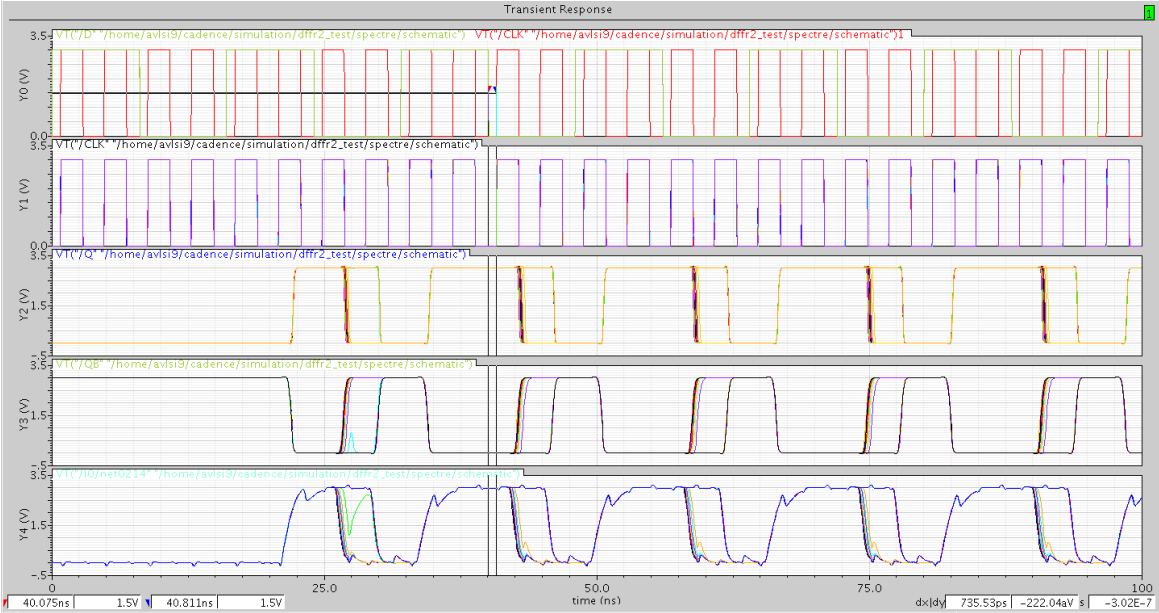 Transient Response
1
VT("/D" "/home/avlsi9/cadence/simulation/dffr2_test/spectre/schematic") VT("/CLK" "/home/avlsi9/cadence/simulation/dffr2_test/spectre/schematic")1
3.5
Y0 (V)
0.0
VT("/CLK" "/home/avlsi9/cadence/simulation/dffr2_test/spectre/schematic")
3.5
Y1 (V)
0.0
VT("/Q" "/home/avlsi9/cadence/simulation/dffr2_test/spectre/schematic")
3.5
Y2 (V)
1.5
-.5
VT("/QB" "/home/avlsi9/cadence/simulation/dffr2_test/spectre/schematic")
3.5
Y3 (V)
1.5
-.5
VT("/I0/net0214" "/home/avlsi9/cadence/simulation/dffr2_test/spectre/schematic")
3.5
Y4 (V)
1.5
-.5
0.0 25.0 50.0 75.0 100
time (ns)
40.075ns 1.5V 40.811ns 1.5V dx|dy 735.53ps -222.04aV s -3.02E-7